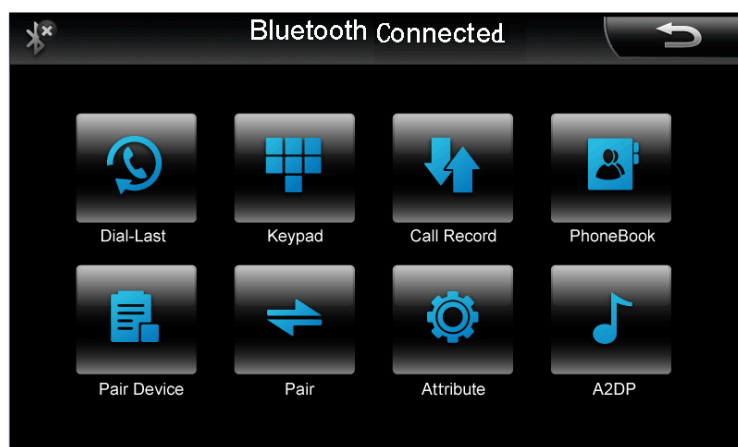 Bluetooth Connected
Dial-Last Keypad Call Record PhoneBook
Pair Device Pair Attribute A2DP